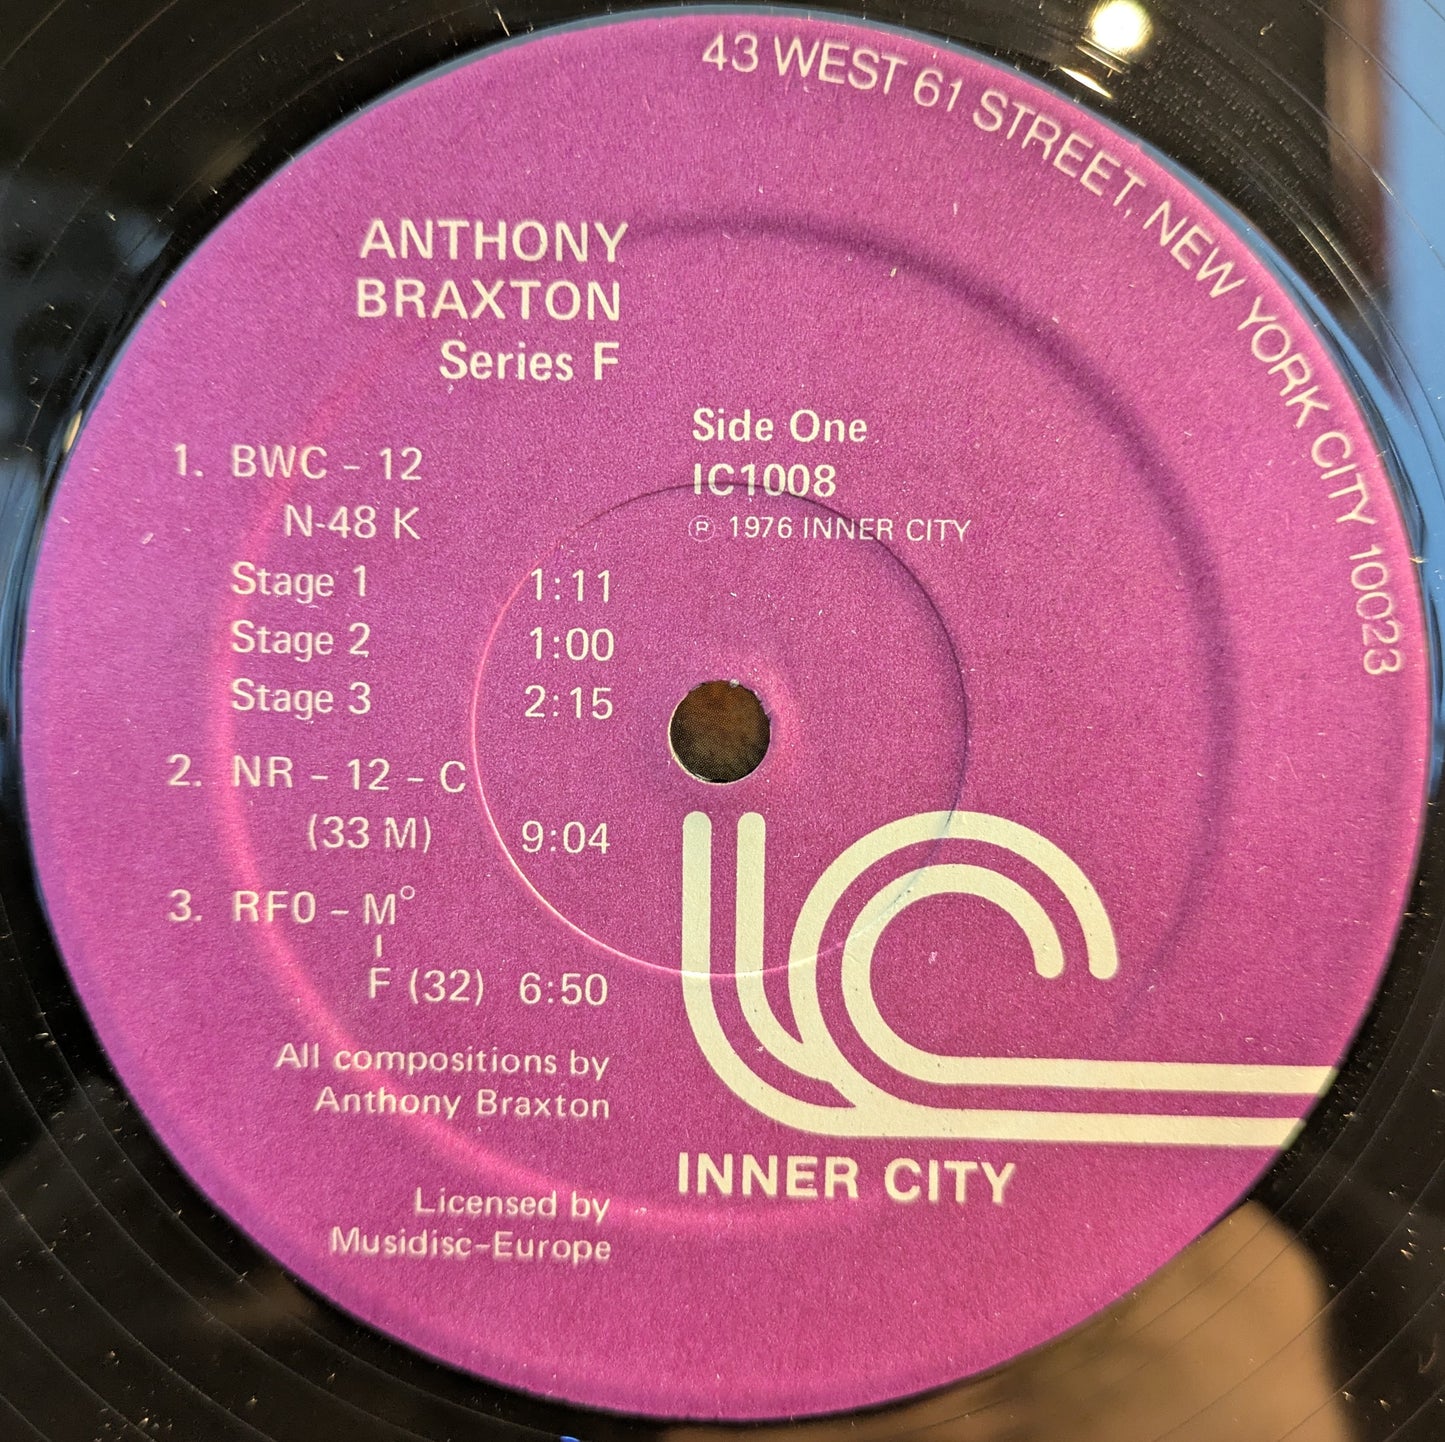 43 WEST 61 STREET, NEW YORK CITY 10023
ANTHONY
BRAXTON
Series F
Side One
IC1008
℗ 1976 INNER CITY
1. BWC - 12
N-48 K
Stage 1 1:11
Stage 2 1:00
Stage 3 2:15
2. NR - 12 - C
(33 M) 9:04
3. RFO - M°
|
F (32) 6:50
All compositions by
Anthony Braxton
Licensed by
Musidisc-Europe
ic
INNER CITY